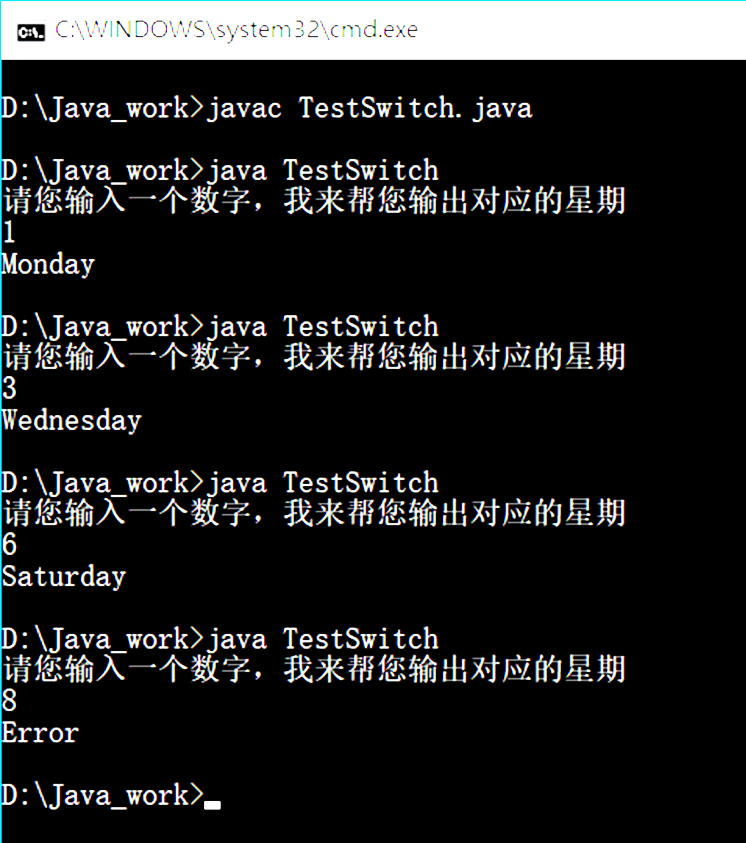 C:\WINDOWS\system32\cmd.exe
D:\Java_work>javac TestSwitch.java
D:\Java_work>java TestSwitch
请您输入一个数字，我来帮您输出对应的星期
1
Monday
D:\Java_work>java TestSwitch
请您输入一个数字，我来帮您输出对应的星期
3
Wednesday
D:\Java_work>java TestSwitch
请您输入一个数字，我来帮您输出对应的星期
6
Saturday
D:\Java_work>java TestSwitch
请您输入一个数字，我来帮您输出对应的星期
8
Error
D:\Java_work>